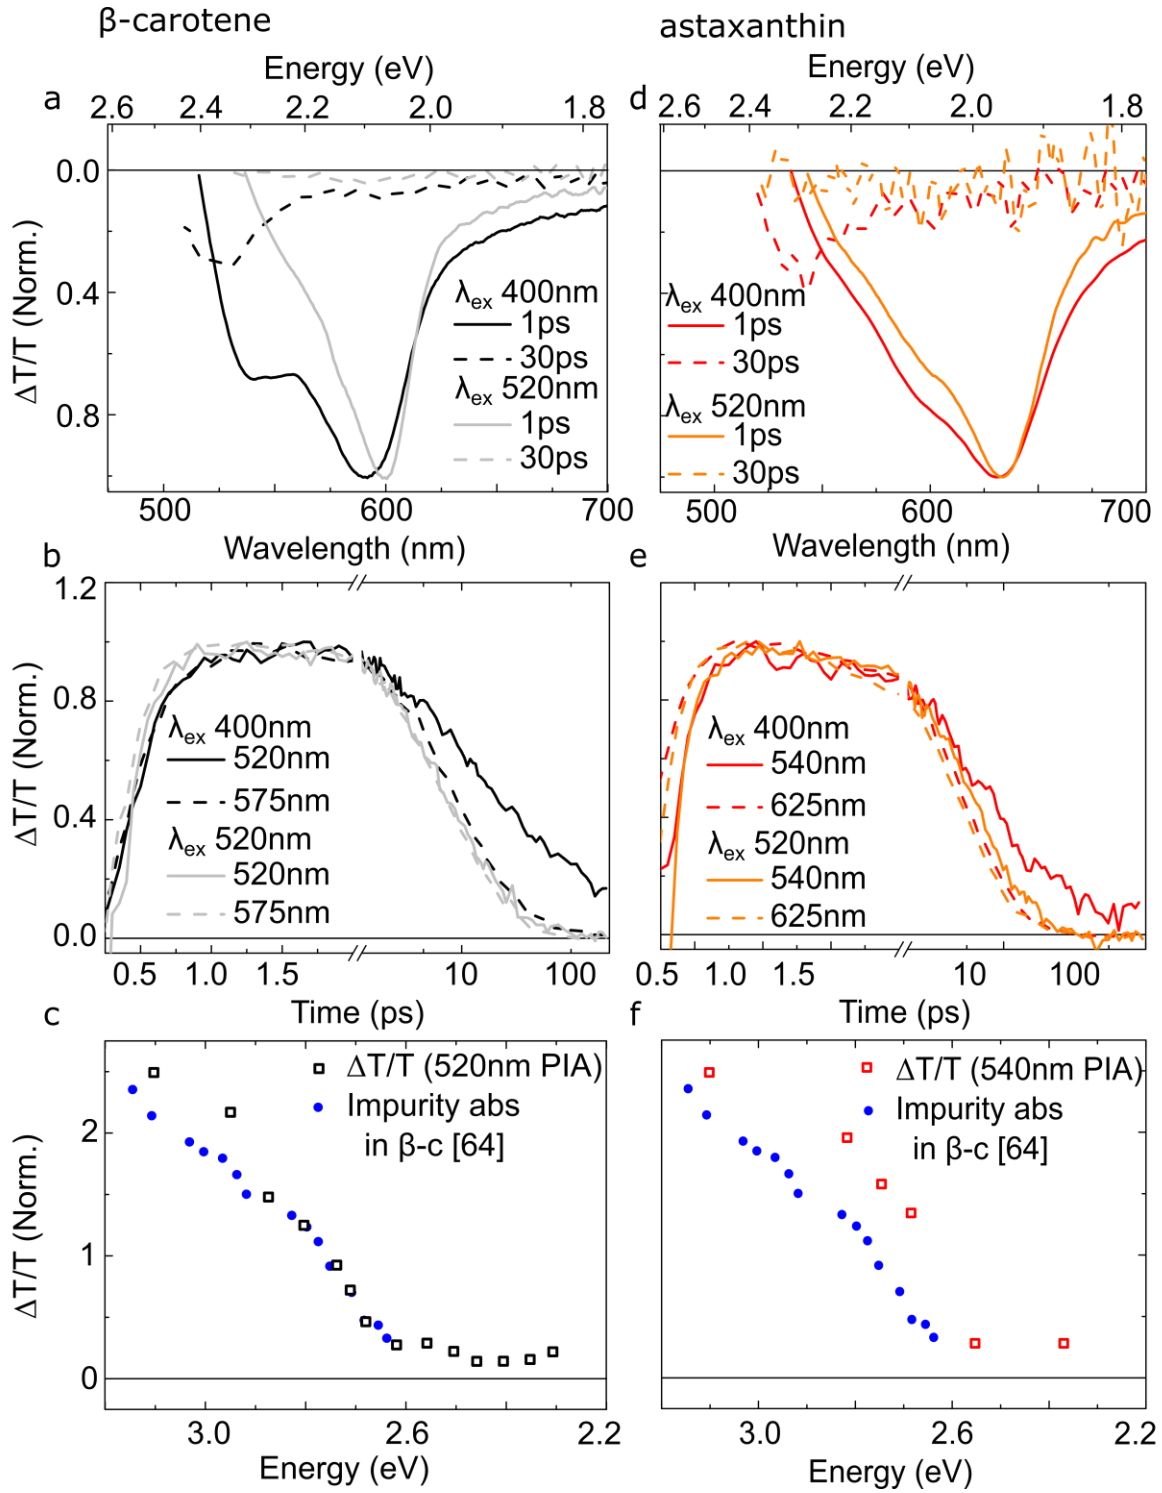 β-carotene
astaxanthin
a
Energy (eV)
2.6 2.4 2.2 2.0 1.8
0.0
0.4
0.8
ΔT/T (Norm.)
λex 400nm
1ps
30ps
λex 520nm
1ps
30ps
500 600 700
Wavelength (nm)
d
Energy (eV)
2.6 2.4 2.2 2.0 1.8
λex 400nm
1ps
30ps
λex 520nm
1ps
30ps
500 600 700
Wavelength (nm)
b
1.2
0.8
0.4
0.0
ΔT/T (Norm.)
λex 400nm
520nm
575nm
λex 520nm
520nm
575nm
0.5 1.0 1.5 10 100
Time (ps)
e
λex 400nm
540nm
625nm
λex 520nm
540nm
625nm
0.5 1.0 1.5 10 100
Time (ps)
c
2
1
0
ΔT/T (Norm.)
ΔT/T (520nm PIA)
Impurity abs
in β-c [64]
3.0 2.6 2.2
Energy (eV)
f
ΔT/T (540nm PIA)
Impurity abs
in β-c [64]
3.0 2.6 2.2
Energy (eV)